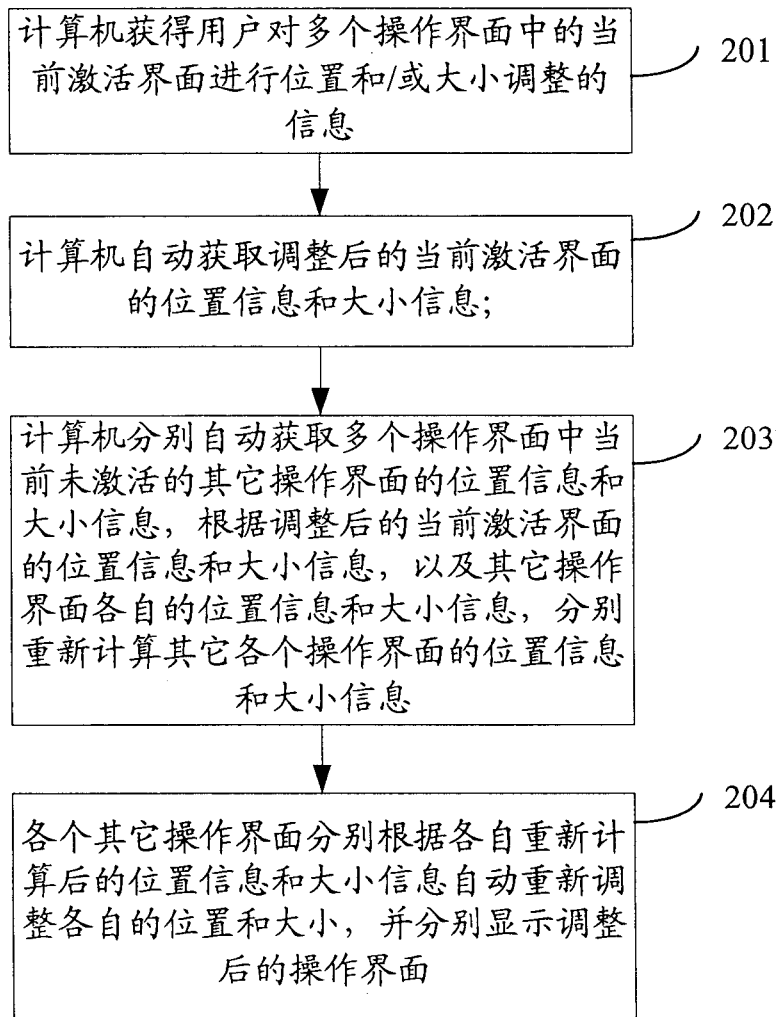 计算机获得用户对多个操作界面中的当
前激活界面进行位置和/或大小调整的
信息
201
计算机自动获取调整后的当前激活界面
的位置信息和大小信息;
202
计算机分别自动获取多个操作界面中当
前未激活的其它操作界面的位置信息和
大小信息，根据调整后的当前激活界面
的位置信息和大小信息，以及其它操作
界面各自的位置信息和大小信息，分别
重新计算其它各个操作界面的位置信息
和大小信息
203
各个其它操作界面分别根据各自重新计
算后的位置信息和大小信息自动重新调
整各自的位置和大小，并分别显示调整
后的操作界面
204